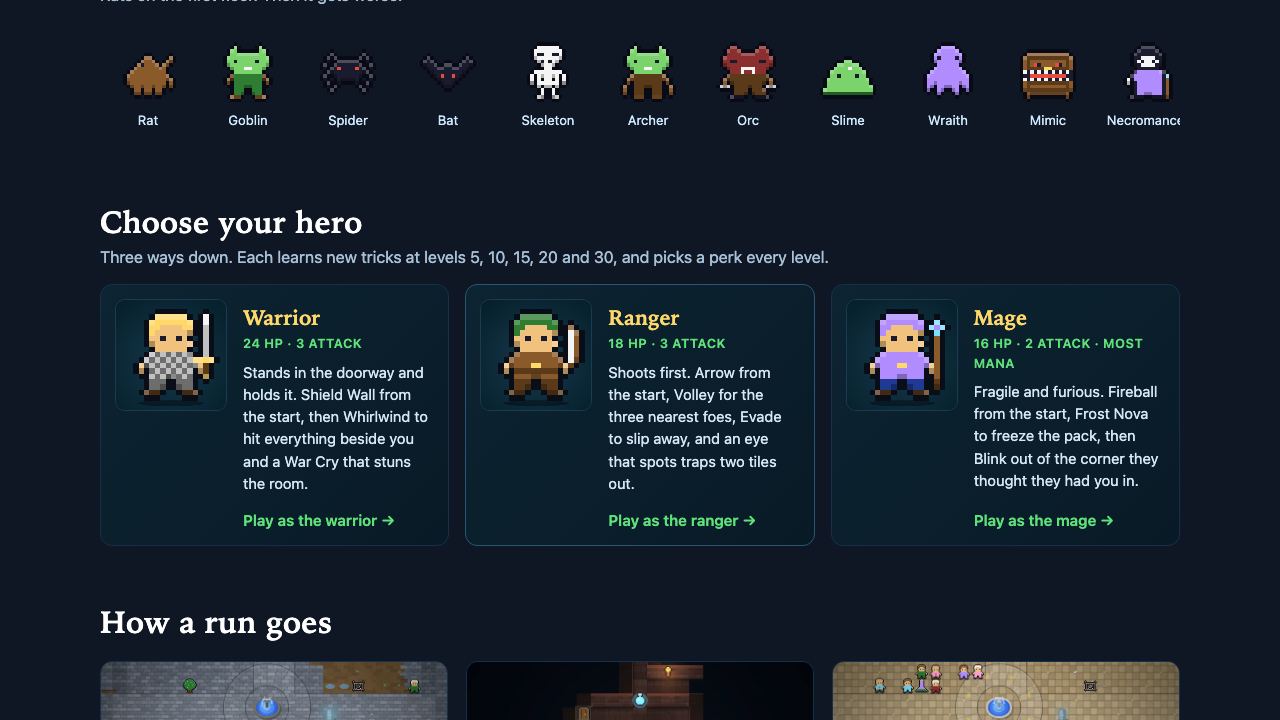 Rat
Goblin
Spider
Bat
Skeleton
Archer
Orc
Slime
Wraith
Mimic
Necromance
Choose your hero
Three ways down. Each learns new tricks at levels 5, 10, 15, 20 and 30, and picks a perk every level.
Warrior
24 HP · 3 ATTACK
Stands in the doorway and
holds it. Shield Wall from
the start, then Whirlwind to
hit everything beside you
and a War Cry that stuns
the room.
Play as the warrior →
Ranger
18 HP · 3 ATTACK
Shoots first. Arrow from
the start, Volley for the
three nearest foes, Evade
to slip away, and an eye
that spots traps two tiles
out.
Play as the ranger →
Mage
16 HP · 2 ATTACK · MOST
MANA
Fragile and furious. Fireball
from the start, Frost Nova
to freeze the pack, then
Blink out of the corner they
thought they had you in.
Play as the mage →
How a run goes